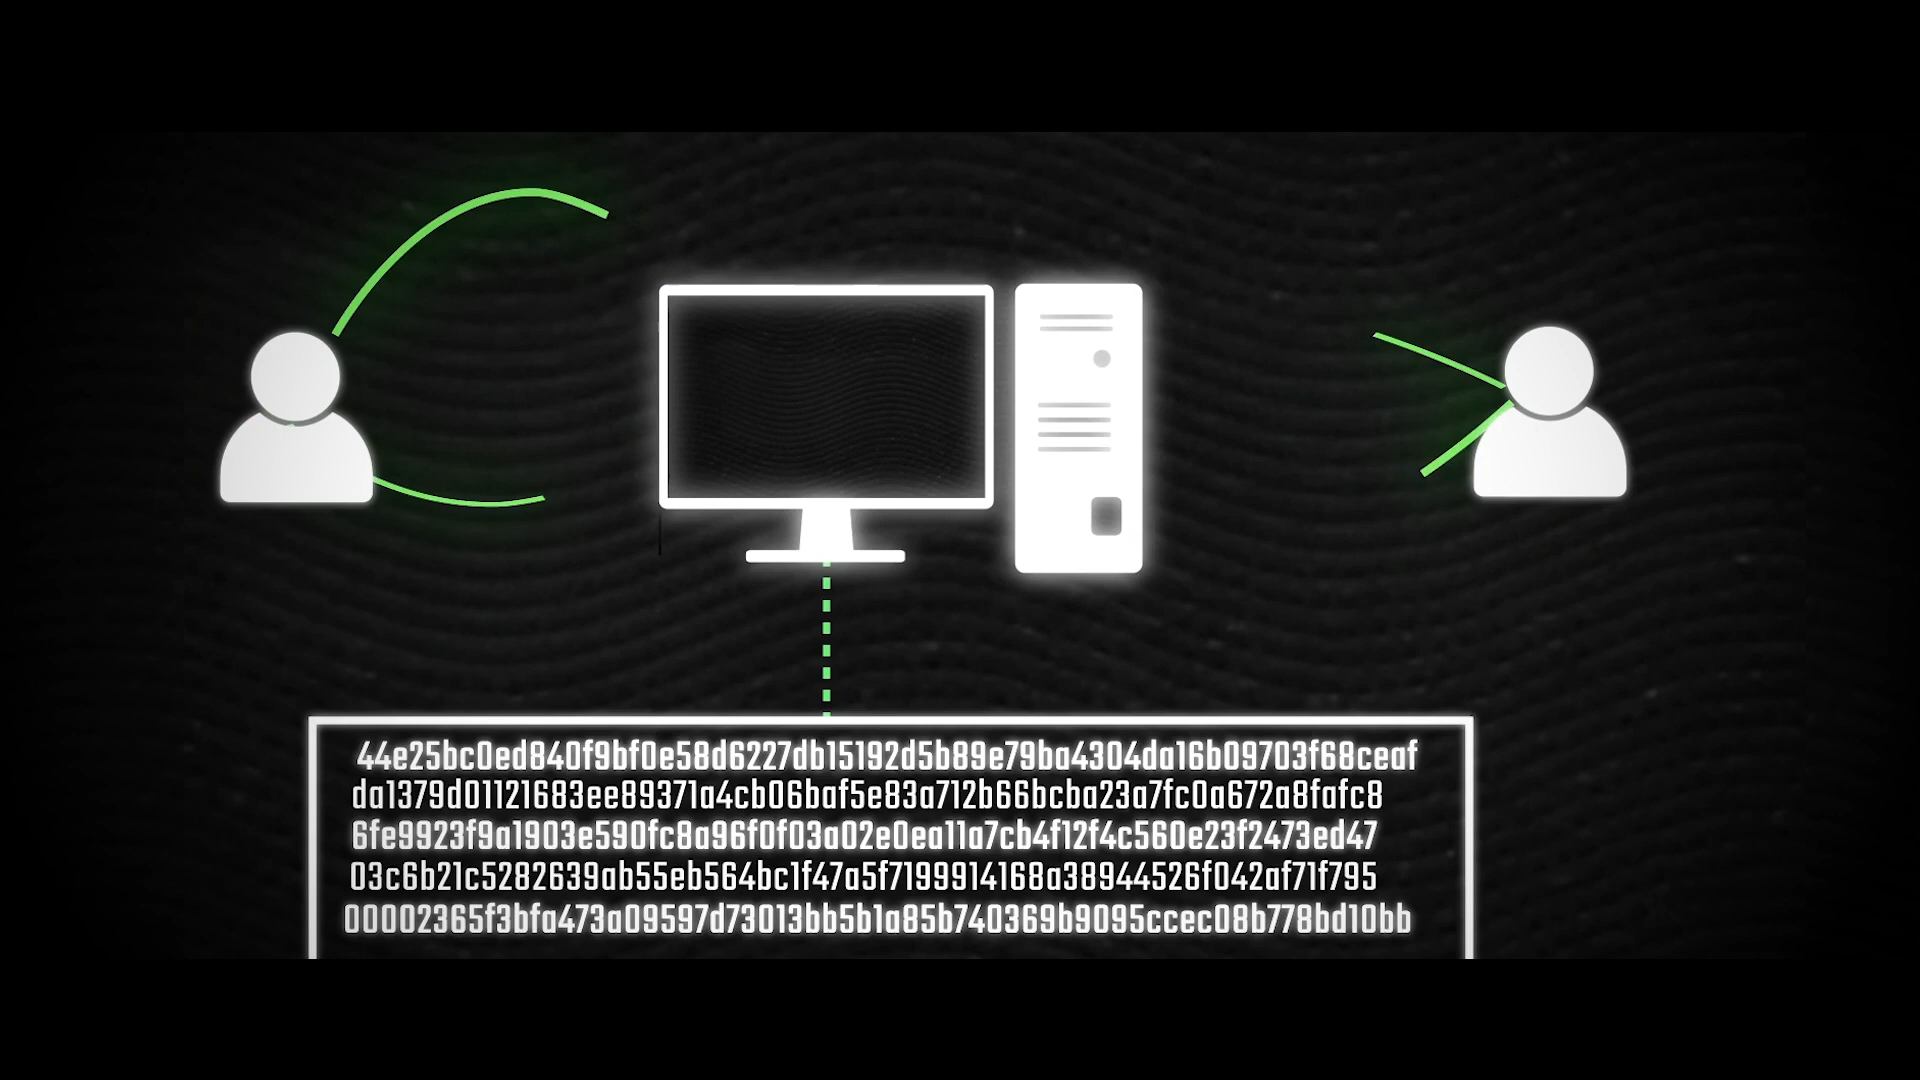 44e25bc0ed840f9bf0e58d6227db15192d5b89e79ba4304da16b09703f68ceaf
da1379d01121683ee89371a4cb06baf5e83a712b66bcba23a7fc0a672a8fafc8
6fe9923f9a1903e590fc8a96f0f03a02e0ea11a7cb4f12f4c560e23f2473ed47
03c6b21c5282639ab55eb564bc1f47a5f7199914168a38944526f042af71f795
00002365f3bfa473a09597d73013bb5b1a85b740369b9095ccec08b778bd10bb